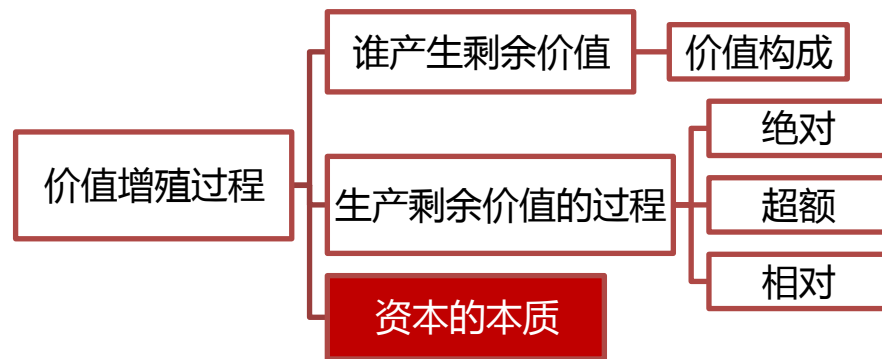 谁产生剩余价值
价值构成
价值增殖过程
生产剩余价值的过程
绝对
超额
相对
资本的本质